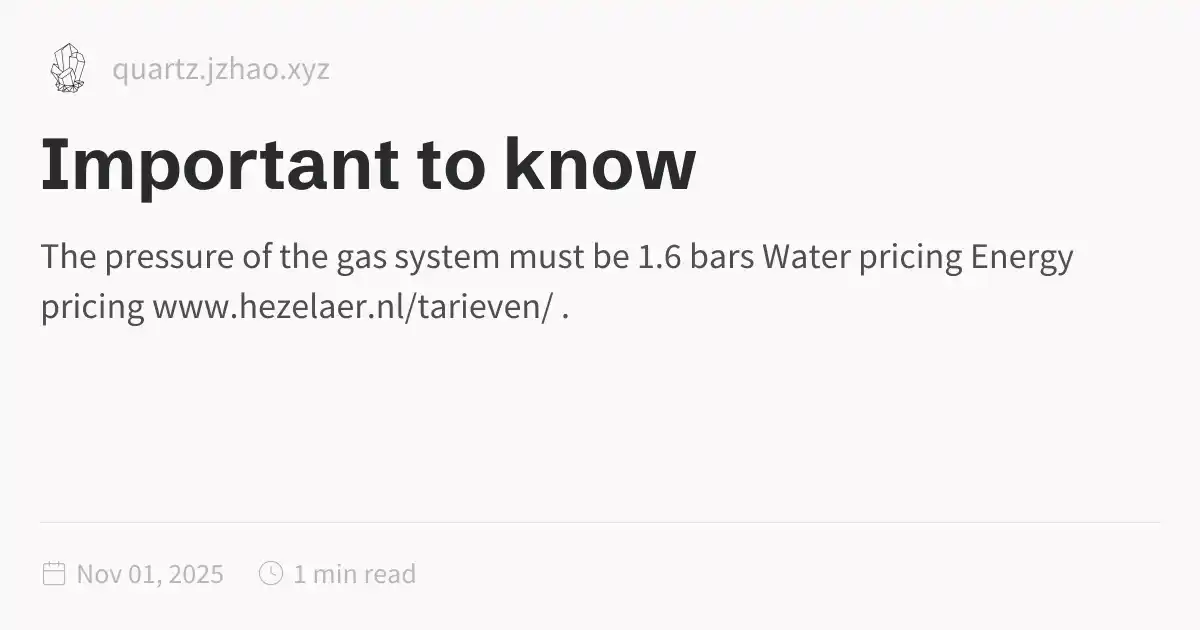 quartz.jzhao.xyz
Important to know
The pressure of the gas system must be 1.6 bars Water pricing Energy
pricing www.hezelaer.nl/tarieven/ .
Nov 01, 2025 1 min read